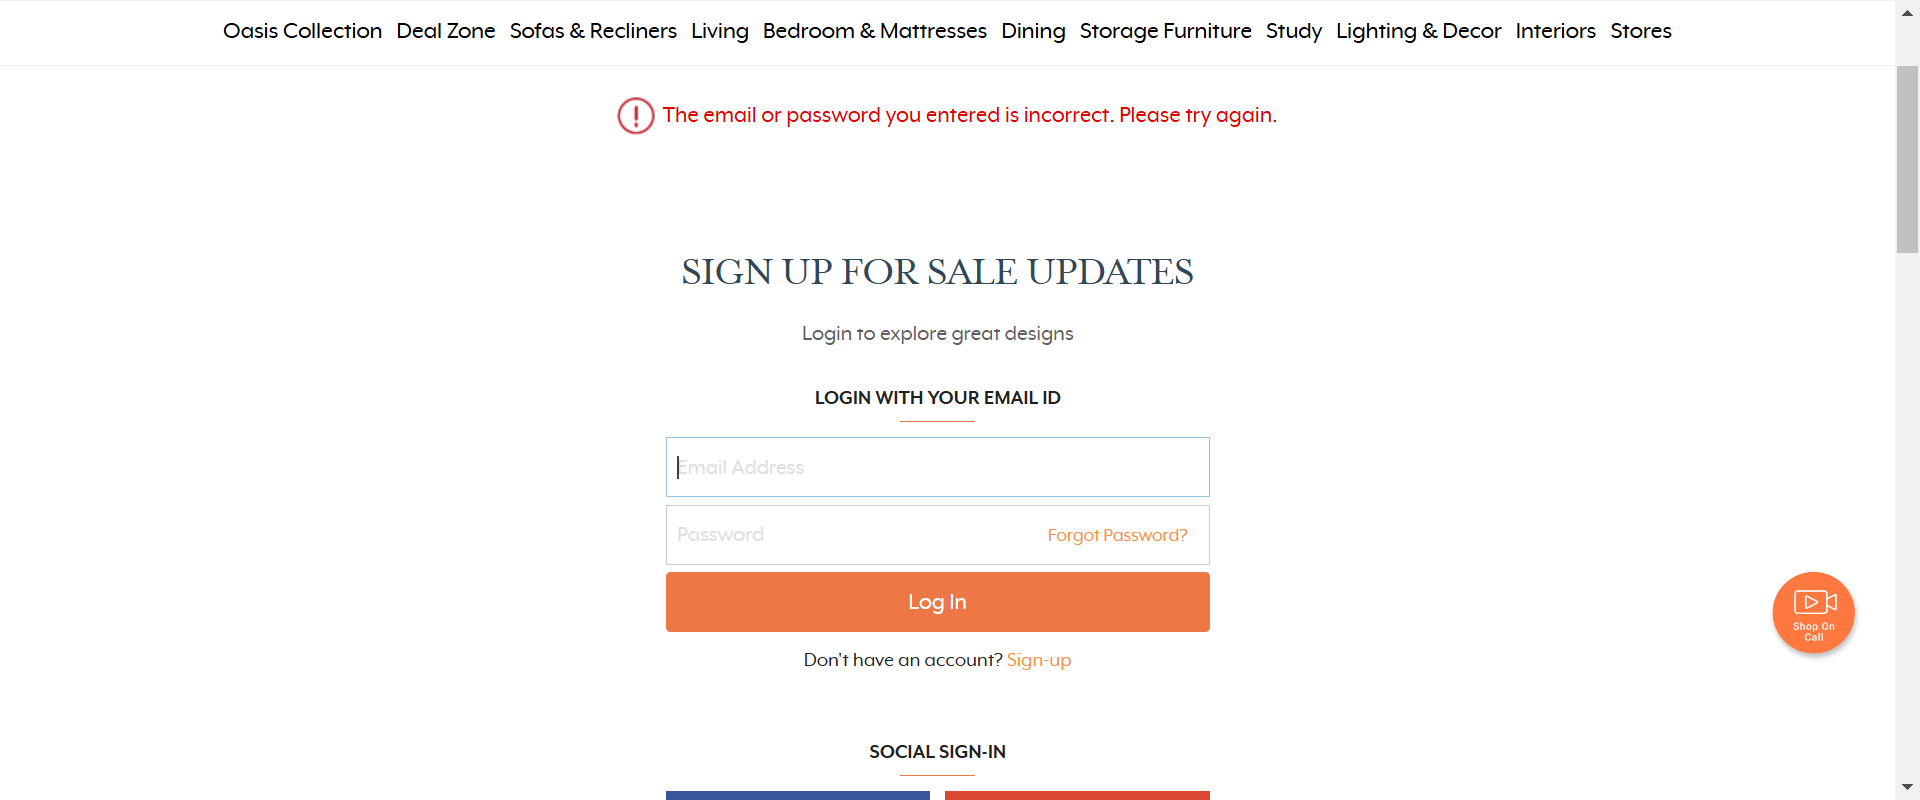 Oasis Collection Deal Zone Sofas & Recliners Living Bedroom & Mattresses Dining Storage Furniture Study Lighting & Decor Interiors Stores
The email or password you entered is incorrect. Please try again.
SIGN UP FOR SALE UPDATES
Login to explore great designs
LOGIN WITH YOUR EMAIL ID
Email Address
Password Forgot Password?
Log In
Shop On
Call
Don't have an account? Sign-up
SOCIAL SIGN-IN